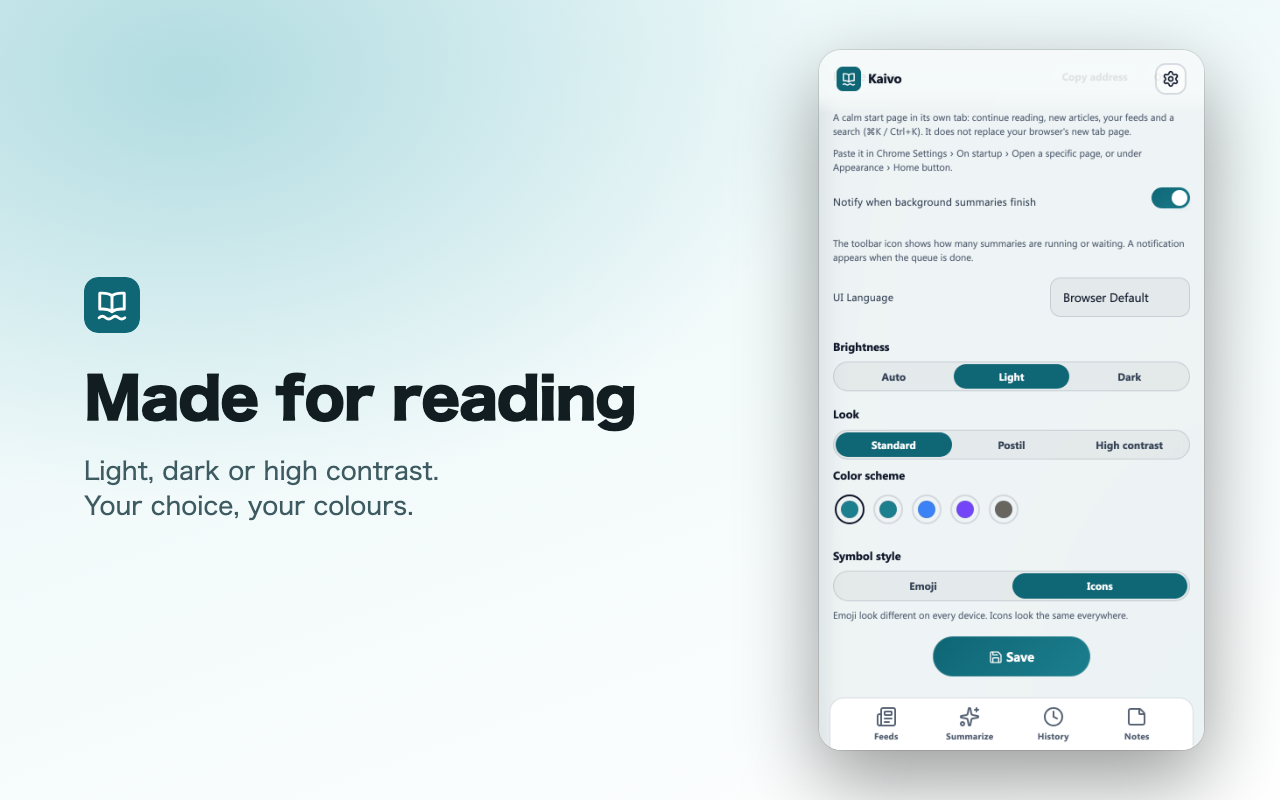 Made for reading
Light, dark or high contrast.
Your choice, your colours.
Kaivo
Copy address
A calm start page in its own tab: continue reading, new articles, your feeds and a
search (⌘K / Ctrl+K). It does not replace your browser's new tab page.
Paste it in Chrome Settings › On startup › Open a specific page, or under
Appearance › Home button.
Notify when background summaries finish
The toolbar icon shows how many summaries are running or waiting. A notification
appears when the queue is done.
UI Language
Browser Default
Brightness
Auto
Light
Dark
Look
Standard
Postil
High contrast
Color scheme
Symbol style
Emoji
Icons
Emoji look different on every device. Icons look the same everywhere.
Save
Feeds
Summarize
History
Notes